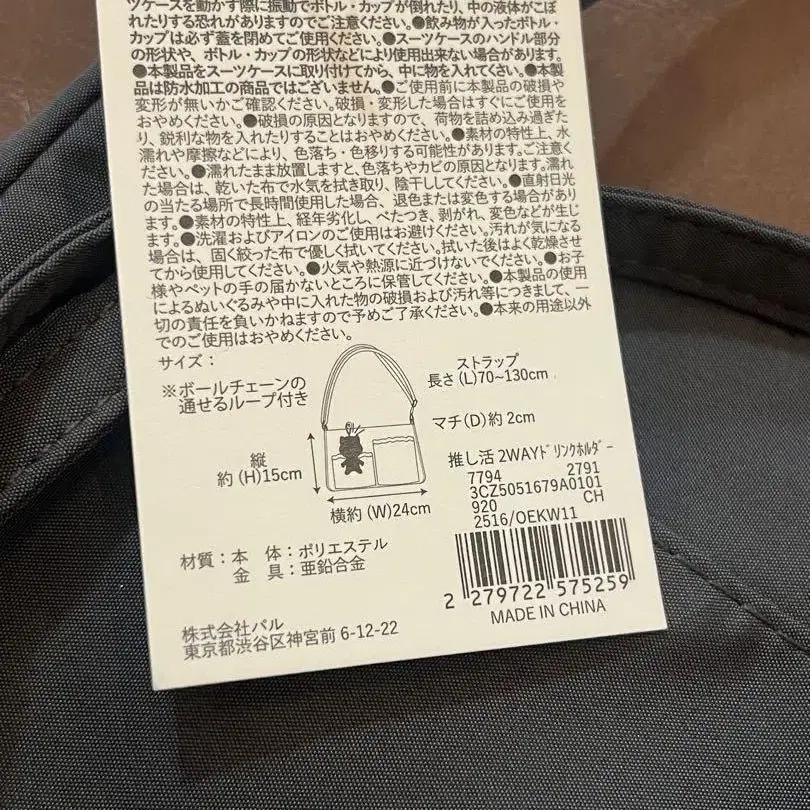 ツケースを動かす際に振動でボトル・カップが倒れたり、中の液体がこぼ
れたりする恐れがありますのでご注意ください。●飲み物が入ったボトル・
カップは必ず蓋を閉めてご使用ください。●スーツケースのハンドル部分
の形状や、ボトル・カップの形状などにより使用出来ない場合があります。
●本製品をスーツケースに取り付けてから、中に物を入れてください。●本製
品は防水加工の商品ではございません。●ご使用前に本製品の破損や
変形が無いかご確認ください。破損・変形した場合はすぐにご使用を
おやめください。●破損の原因となりますので、荷物を詰め込み過ぎた
り、鋭利な物を入れたりすることはおやめください。●素材の特性上、水
濡れや摩擦などにより、色落ち・色移りする可能性があります。ご注意くだ
さい。●濡れたまま放置しますと、色落ちやカビの原因となります。濡れ
た場合は、乾いた布で水気を拭き取り、陰干ししてください。●直射日光
の当たる場所で長時間使用した場合、退色または変色する場合があり
ます。●素材の特性上、経年劣化し、べたつき、剥がれ、変色などが生じ
ます。●洗濯およびアイロンのご使用はお避けください。汚れが気になる
場合は、固く絞った布で優しく拭いてください。拭いた後はよく乾燥させ
てから使用してください。●火気や熱源に近づけないでください。●お子
様やペットの手の届かないところに保管してください。●本製品の使用
によるぬいぐるみや中に入れた物の破損および汚れ等につきまして、一
切の責任を負いかねますので予めご了承ください。●本来の用途以外
でのご使用はおやめください。
サイズ:
※ボールチェーンの
通せるループ付き
ストラップ
長さ(L)70~130cm
マチ(D)約2cm
縦
約(H)15cm
横約(W)24cm
推し活 2WAYドリンクホルダー
7794 2791
3CZ5051679A0101
920 CH
2516/OEKW11
材質:本 体:ポリエステル
金 具:亜鉛合金
2 279722 575259
MADE IN CHINA
株式会社パル
東京都渋谷区神宮前 6-12-22